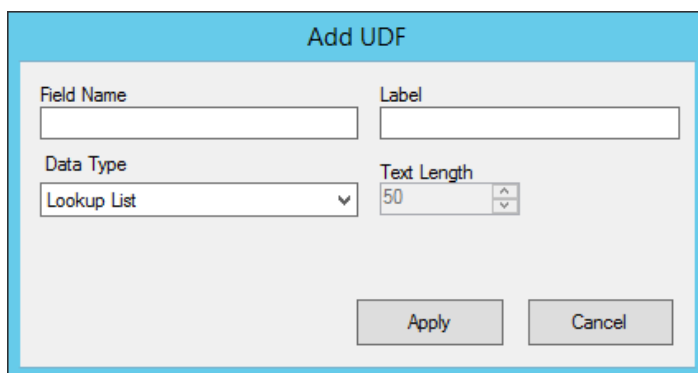 Add UDF
Field Name
Label
Data Type
Text Length
Lookup List
50
Apply
Cancel